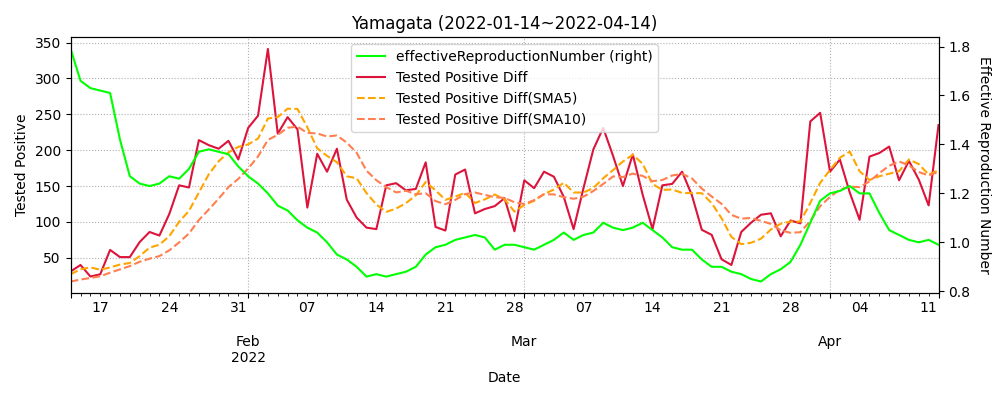 Yamagata (2022-01-14~2022-04-14)
effectiveReproductionNumber (right)
Tested Positive Diff
Tested Positive Diff(SMA5)
Tested Positive Diff(SMA10)
Tested Positive
350
300
250
200
150
100
50
Effective Reproduction Number
1.8
1.6
1.4
1.2
1.0
0.8
17 24 31 07 14 21 28 07 14 21 28 04 11
Feb Mar Apr
2022
Date